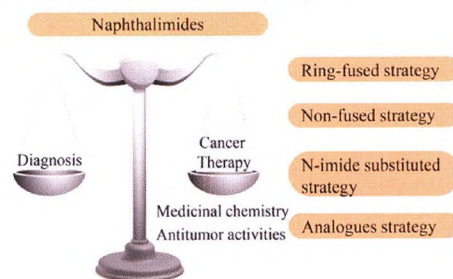 Naphthalimides
Diagnosis
Cancer
Therapy
Medicinal chemistry
Antitumor activities
Ring-fused strategy
Non-fused strategy
N-imide substituted
strategy
Analogues strategy